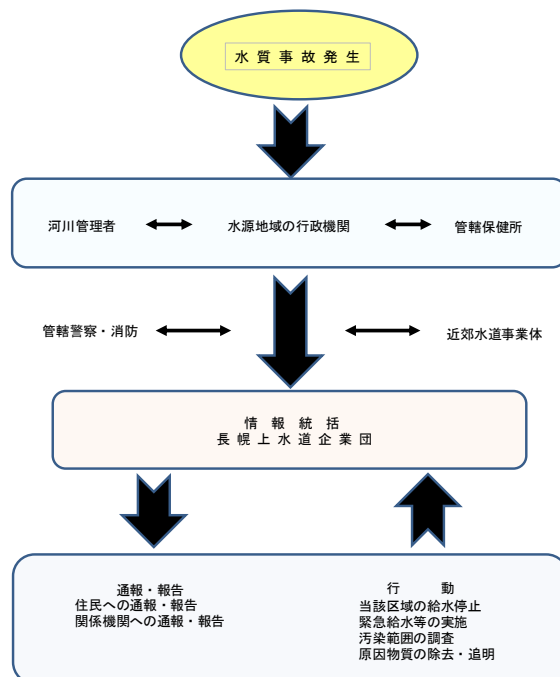 水質事故発生
河川管理者
水源地域の行政機関
管轄保健所
管轄警察・消防
近郊水道事業体
情報統括
長幌上水道企業団
通報・報告
住民への通報・報告
関係機関への通報・報告
行動
当該区域の給水停止
緊急給水等の実施
汚染範囲の調査
原因物質の除去・追明